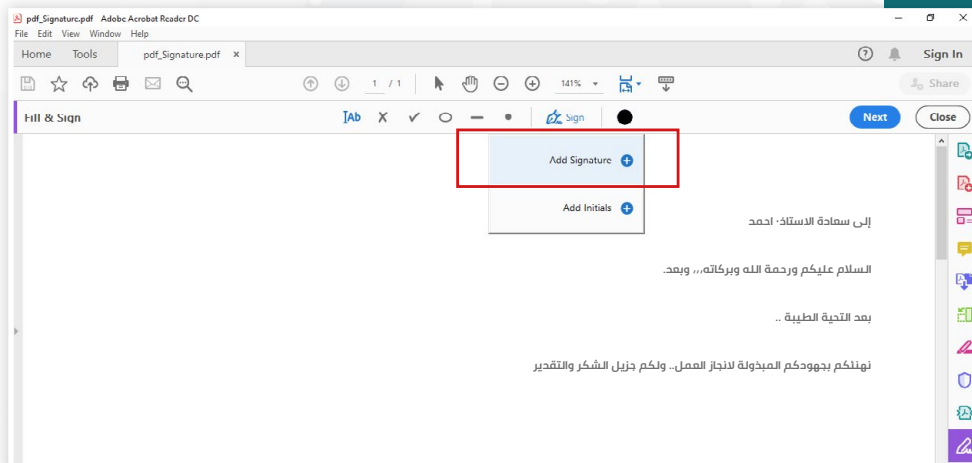 pdf_Signature.pdf Adobe Acrobat Reader DC
File Edit View Window Help
Home Tools pdf_Signature.pdf × Sign In
1 / 1 141% Share
Fill & Sign IAb Sign Next Close
Add Signature
Add Initials
إلى سعادة الاستاذ: احمد
السلام عليكم ورحمة الله وبركاته,,, وبعد.
بعد التحية الطيبة ..
نهنئكم بجهودكم المبذولة لانجاز العمل.. ولكم جزيل الشكر والتقدير